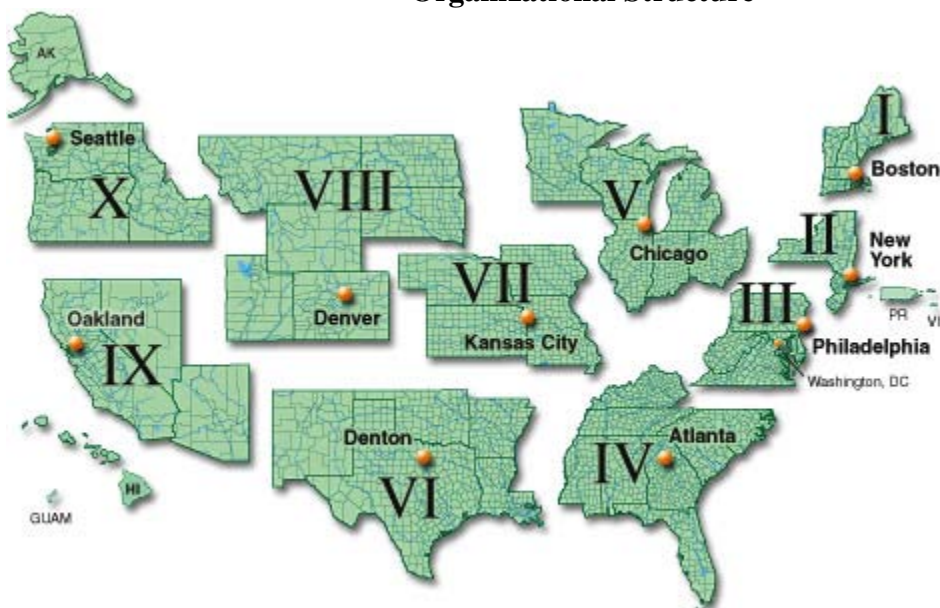 Organizational Structure
AK
Seattle
X
VIII
V
Chicago
I
Boston
II
New
York
PR
VI
III
Philadelphia
Washington, DC
VII
Kansas City
Denver
Oakland
IX
HI
GUAM
Denton
VI
IV
Atlanta